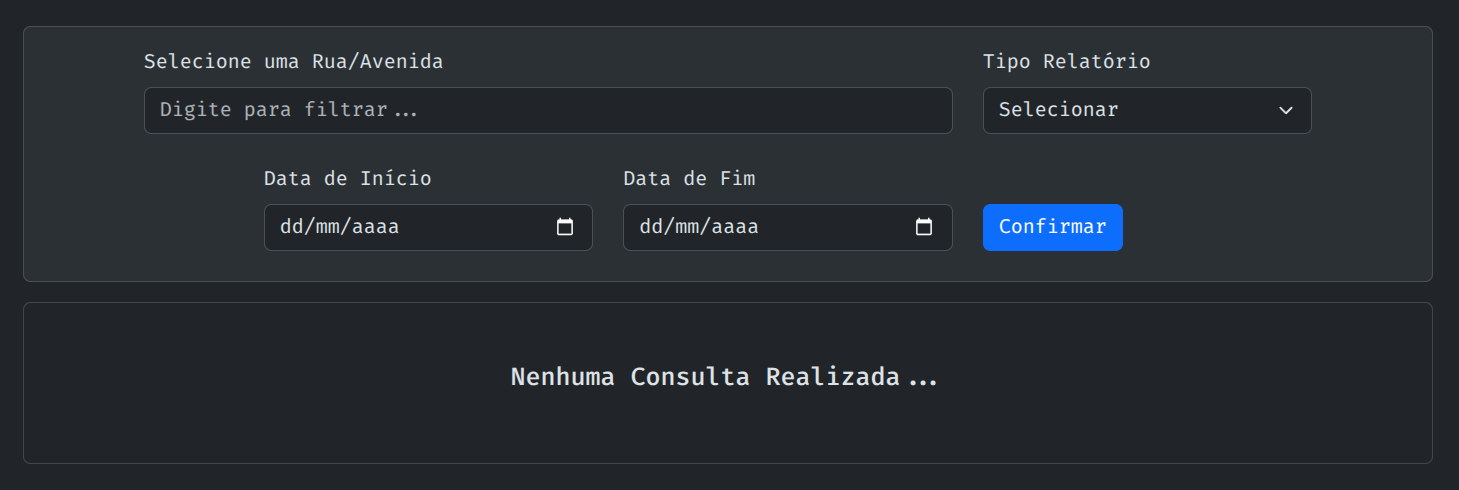 Selecione uma Rua/Avenida
Tipo Relatório
Digite para filtrar...
Selecionar
Data de Início
Data de Fim
dd/mm/aaaa
dd/mm/aaaa
Confirmar
Nenhuma Consulta Realizada...